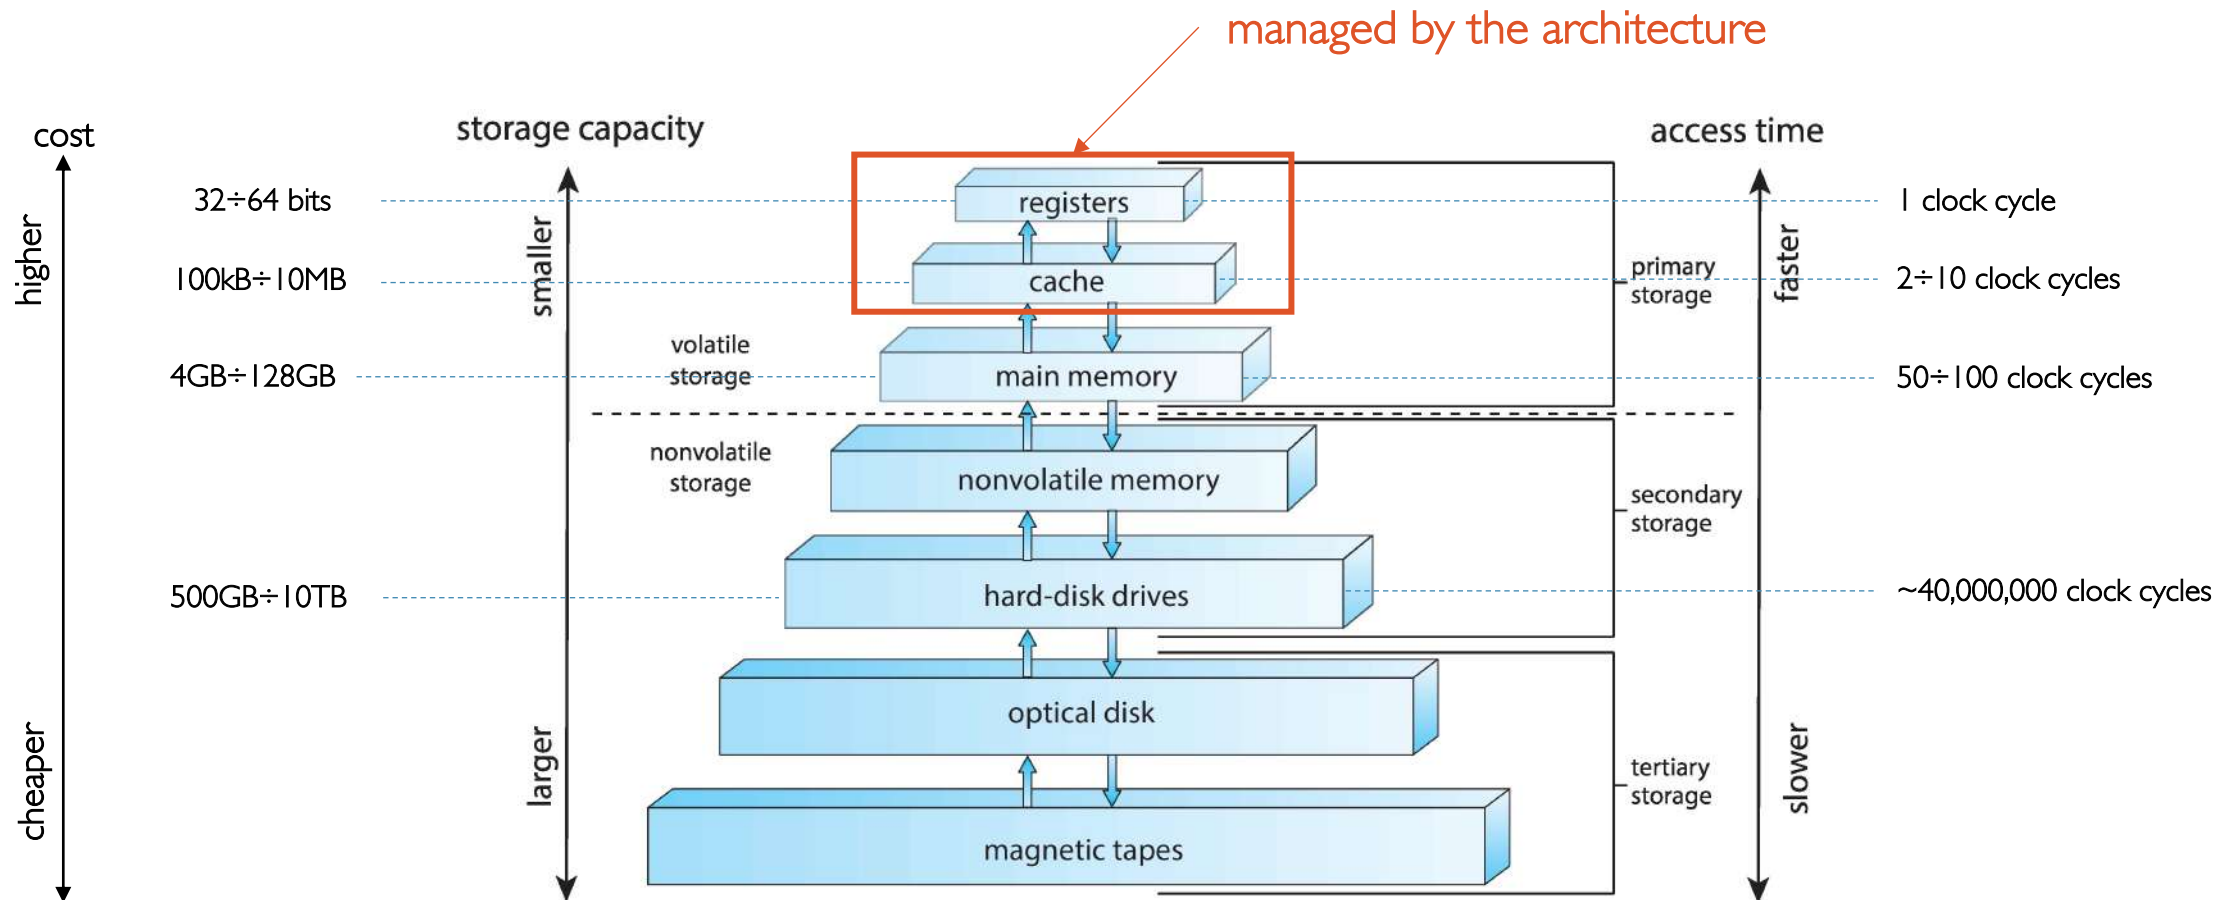 managed by the architecture
cost
storage capacity
access time
32÷64 bits
registers
1 clock cycle
higher
smaller
faster
100kB÷10MB
cache
primary
storage
2÷10 clock cycles
volatile
storage
4GB÷128GB
main memory
50÷100 clock cycles
nonvolatile
storage
nonvolatile memory
secondary
storage
500GB÷10TB
hard-disk drives
~40,000,000 clock cycles
optical disk
cheaper
larger
slower
tertiary
storage
magnetic tapes